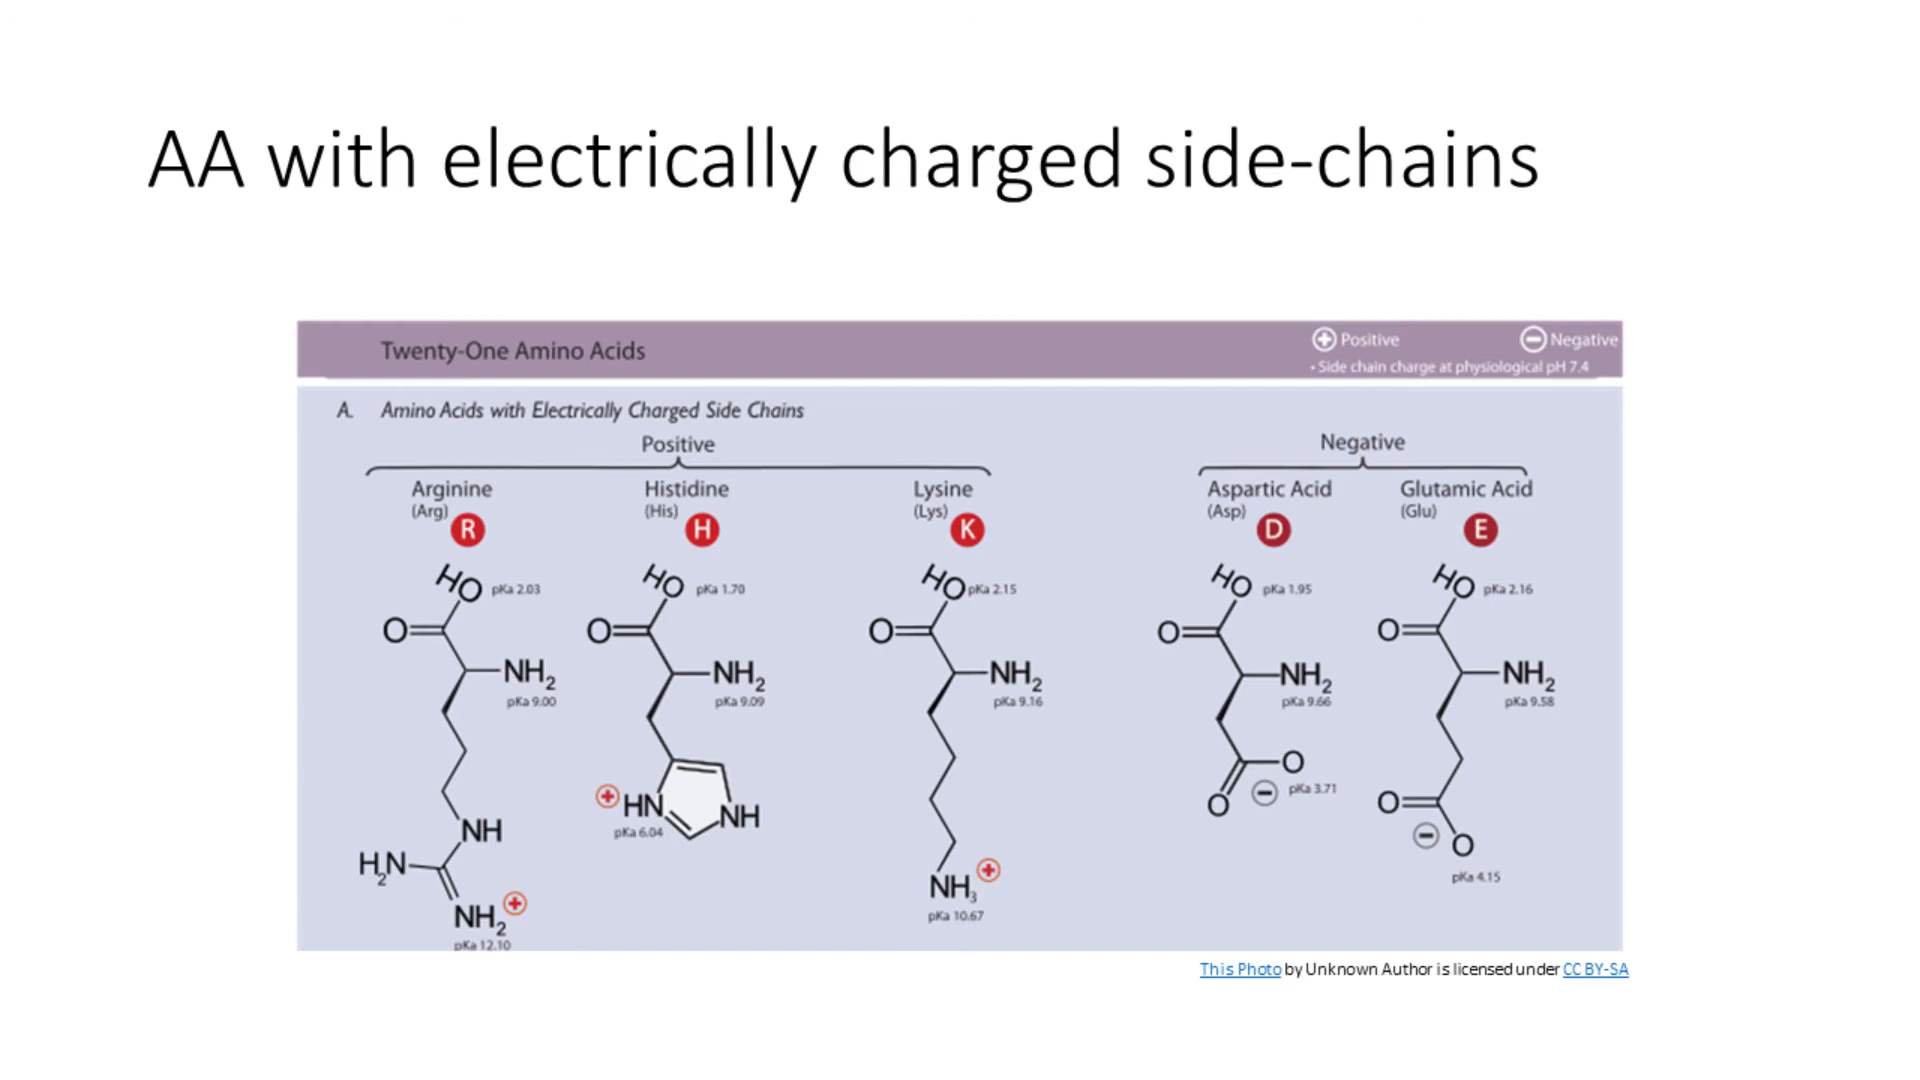 AA with electrically charged side-chains
Twenty-One Amino Acids
+ Positive
− Negative
• Side chain charge at physiological pH 7.4
A. Amino Acids with Electrically Charged Side Chains
Positive
Negative
Arginine
(Arg)
R
Histidine
(His)
H
Lysine
(Lys)
K
Aspartic Acid
(Asp)
D
Glutamic Acid
(Glu)
E
HO pKa 2.03
O
NH2
pKa 9.00
NH
H2N
NH2 +
pKa 12.10
HO pKa 1.70
O
NH2
pKa 9.09
+ HN
NH
pKa 6.04
HO pKa 2.15
O
NH2
pKa 9.16
NH3 +
pKa 10.67
HO pKa 1.95
O
NH2
pKa 9.66
O
O − pKa 3.71
HO pKa 2.16
O
NH2
pKa 9.58
O
− O
pKa 4.15
This Photo by Unknown Author is licensed under CC BY-SA